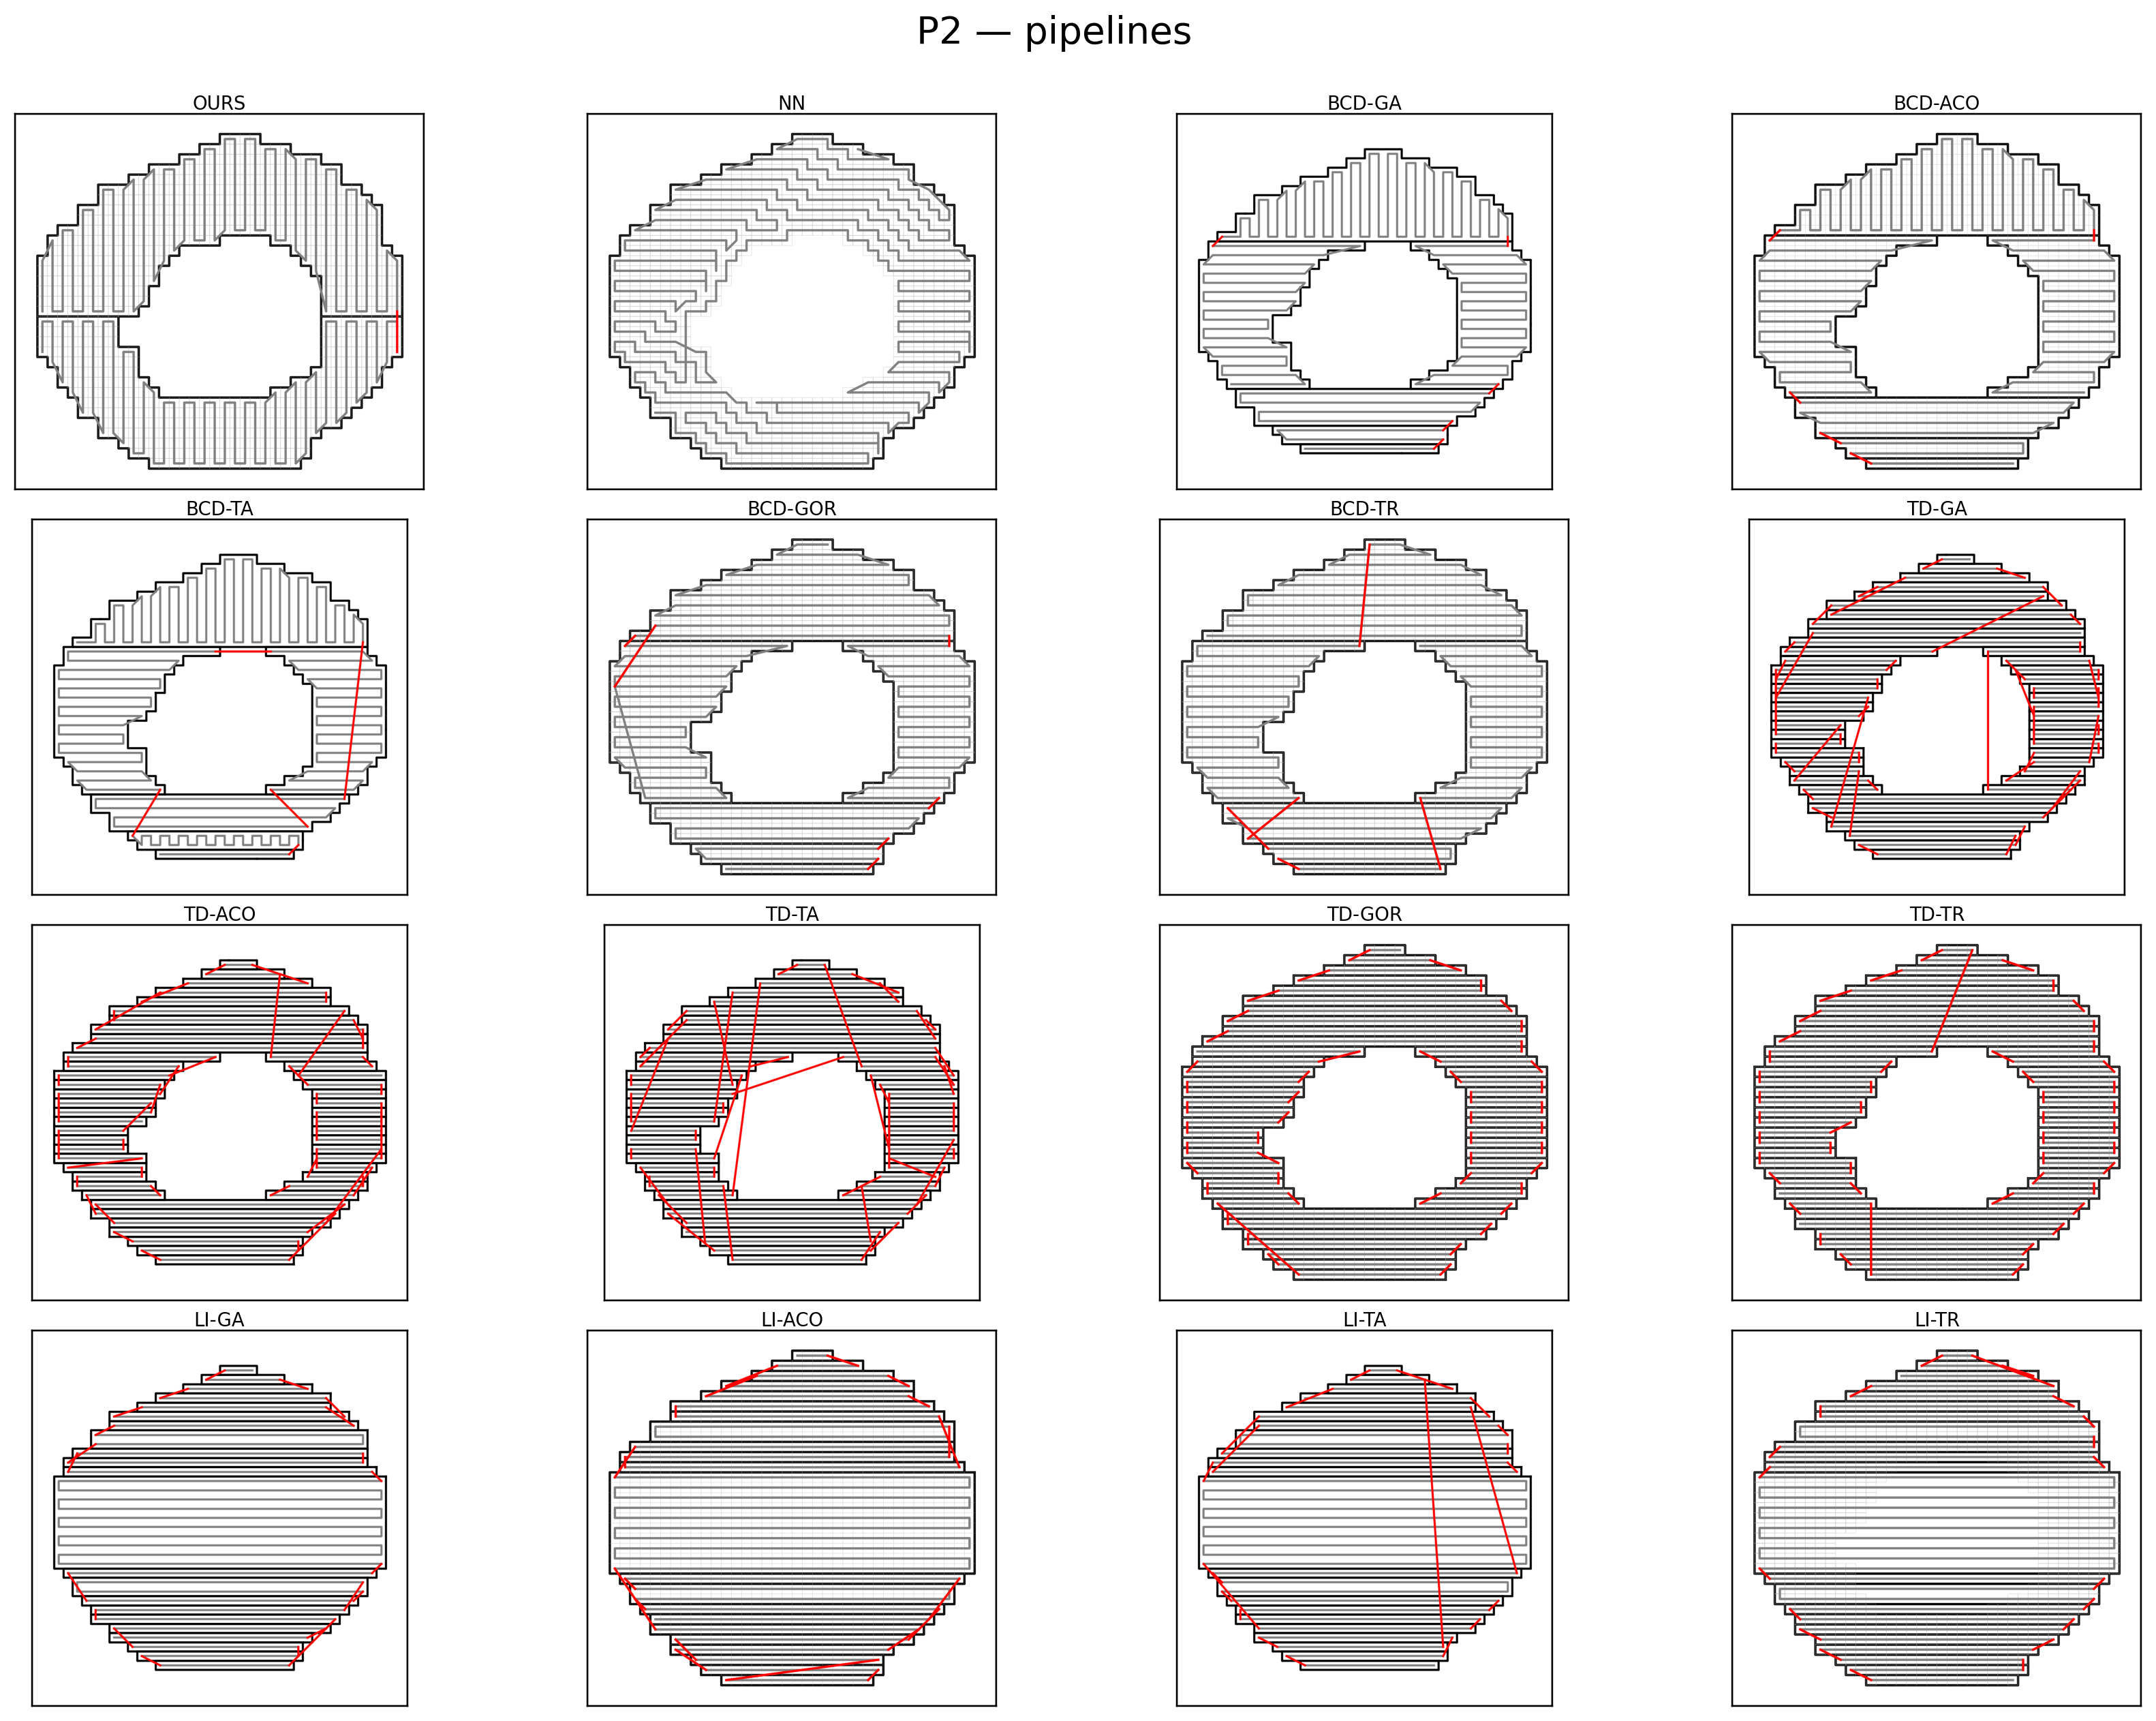 P2 — pipelines
OURS
NN
BCD-GA
BCD-ACO
BCD-TA
BCD-GOR
BCD-TR
TD-GA
TD-ACO
TD-TA
TD-GOR
TD-TR
LI-GA
LI-ACO
LI-TA
LI-TR